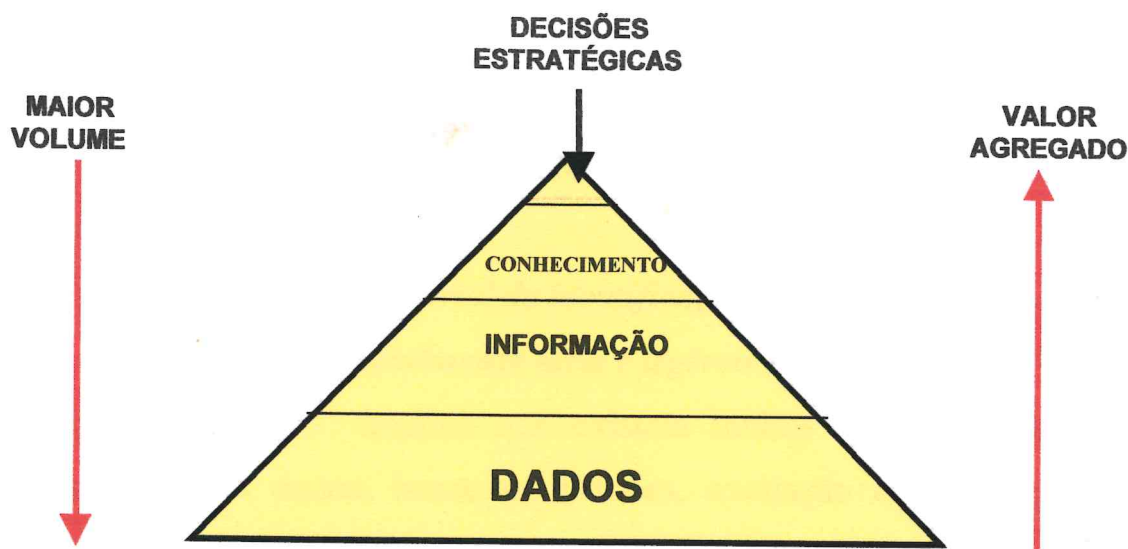 DECISÕES
ESTRATÉGICAS
MAIOR
VOLUME
VALOR
AGREGADO
CONHECIMENTO
INFORMAÇÃO
DADOS